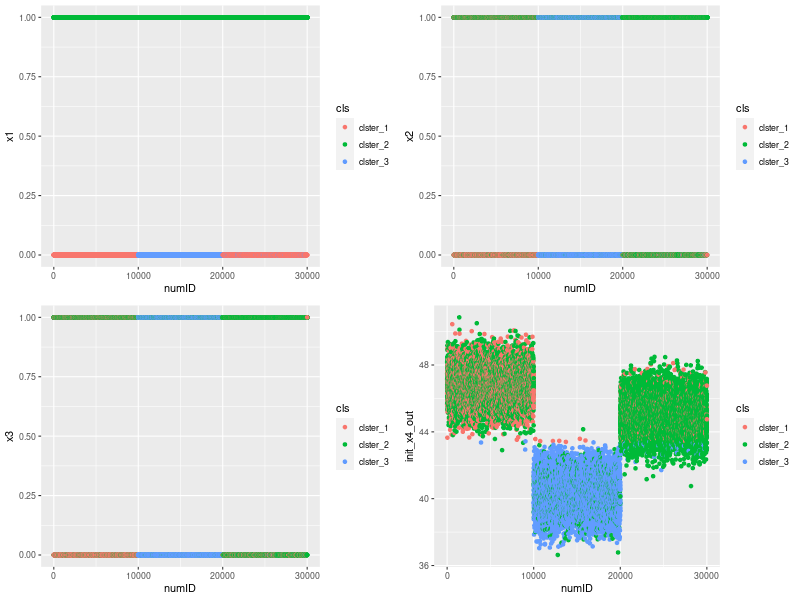 1.00
0.75
0.50
0.25
0.00
x1
0
10000
20000
30000
numID
cls
clster_1
clster_2
clster_3
1.00
0.75
0.50
0.25
0.00
x2
0
10000
20000
30000
numID
cls
clster_1
clster_2
clster_3
1.00
0.75
0.50
0.25
0.00
x3
0
10000
20000
30000
numID
cls
clster_1
clster_2
clster_3
48
44
40
36
init_x4_out
0
10000
20000
30000
numID
cls
clster_1
clster_2
clster_3